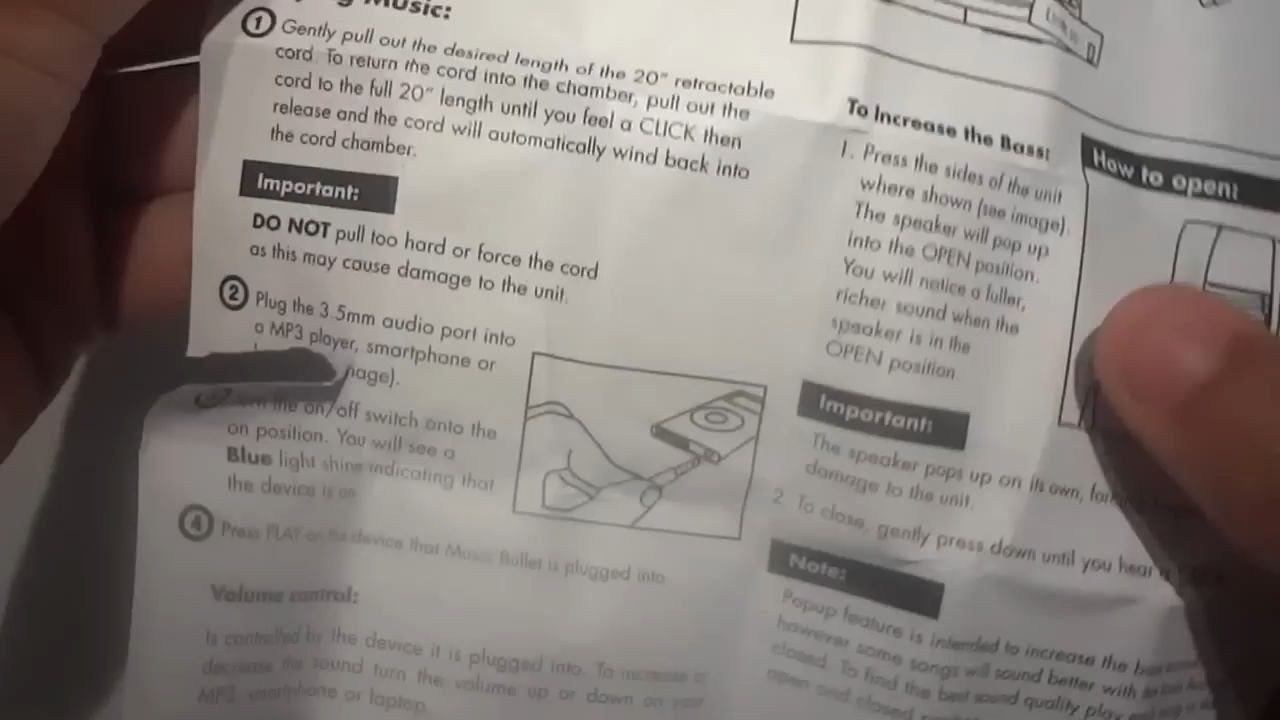 Music:
1 Gently pull out the desired length of the 20" retractable
cord. To return the cord into the chamber, pull out the
cord to the full 20" length until you feel a CLICK then
release and the cord will automatically wind back into
the cord chamber.
Important:
DO NOT pull too hard or force the cord
as this may cause damage to the unit.
2 Plug the 3.5mm audio port into
a MP3 player, smartphone or
the on/off switch onto the
on position. You will see a
Blue light shine indicating that
the device is on
4 Press PLAY on the device that Music Bullet is plugged into
Volume control:
Is controlled by the device it is plugged into. To increase or
decrease the sound turn the volume up or down on your
MP3, smartphone or laptop.
To Increase the Bass:
1. Press the sides of the unit
where shown (see image).
The speaker will pop up
into the OPEN position.
You will notice a fuller,
richer sound when the
speaker is in the
OPEN position
Important:
The speaker pops up on its own,
damage to the unit.
2 To close, gently press down until you hear
Note:
Popup feature is intended to increase the
however some songs will sound better with
closed. To find the best sound quality play
open and closed
How to open: